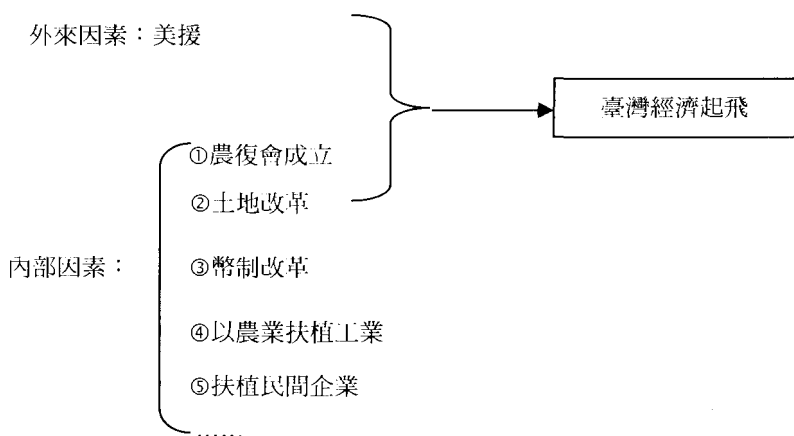 外來因素：美援
臺灣經濟起飛
①農復會成立
②土地改革
內部因素：
③幣制改革
④以農業扶植工業
⑤扶植民間企業
……